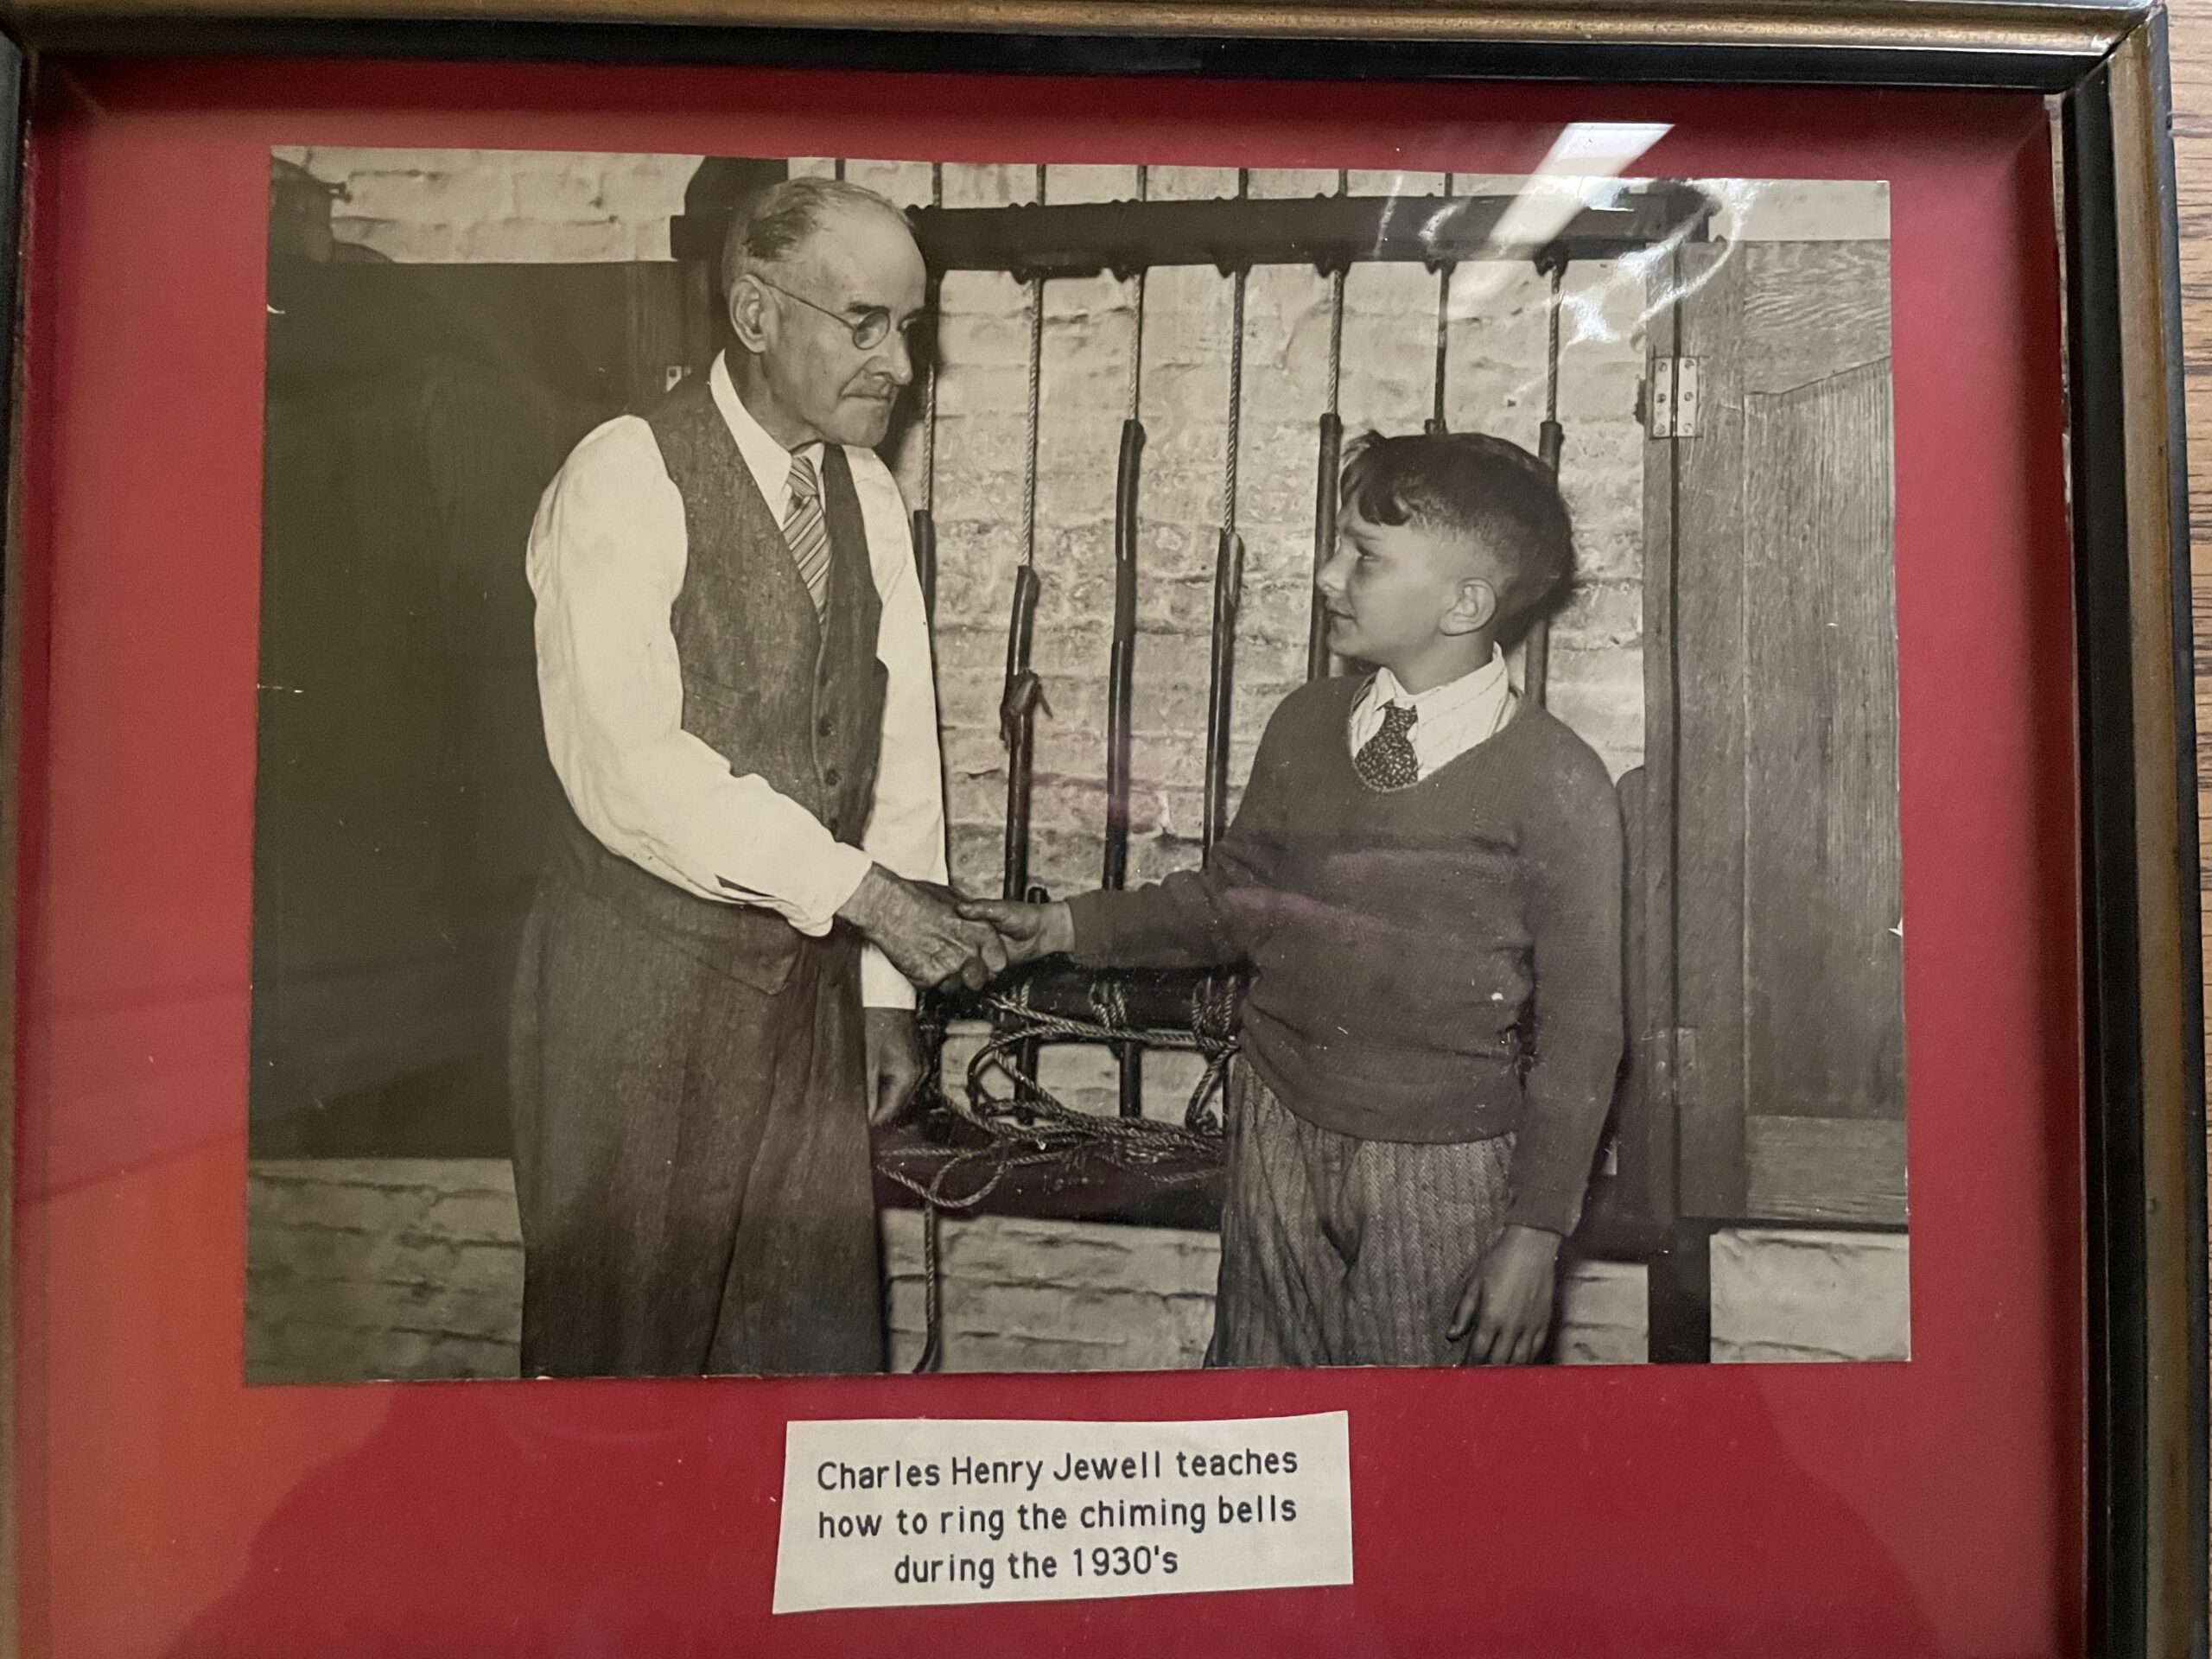 Charles Henry Jewell teaches
how to ring the chiming bells
during the 1930's